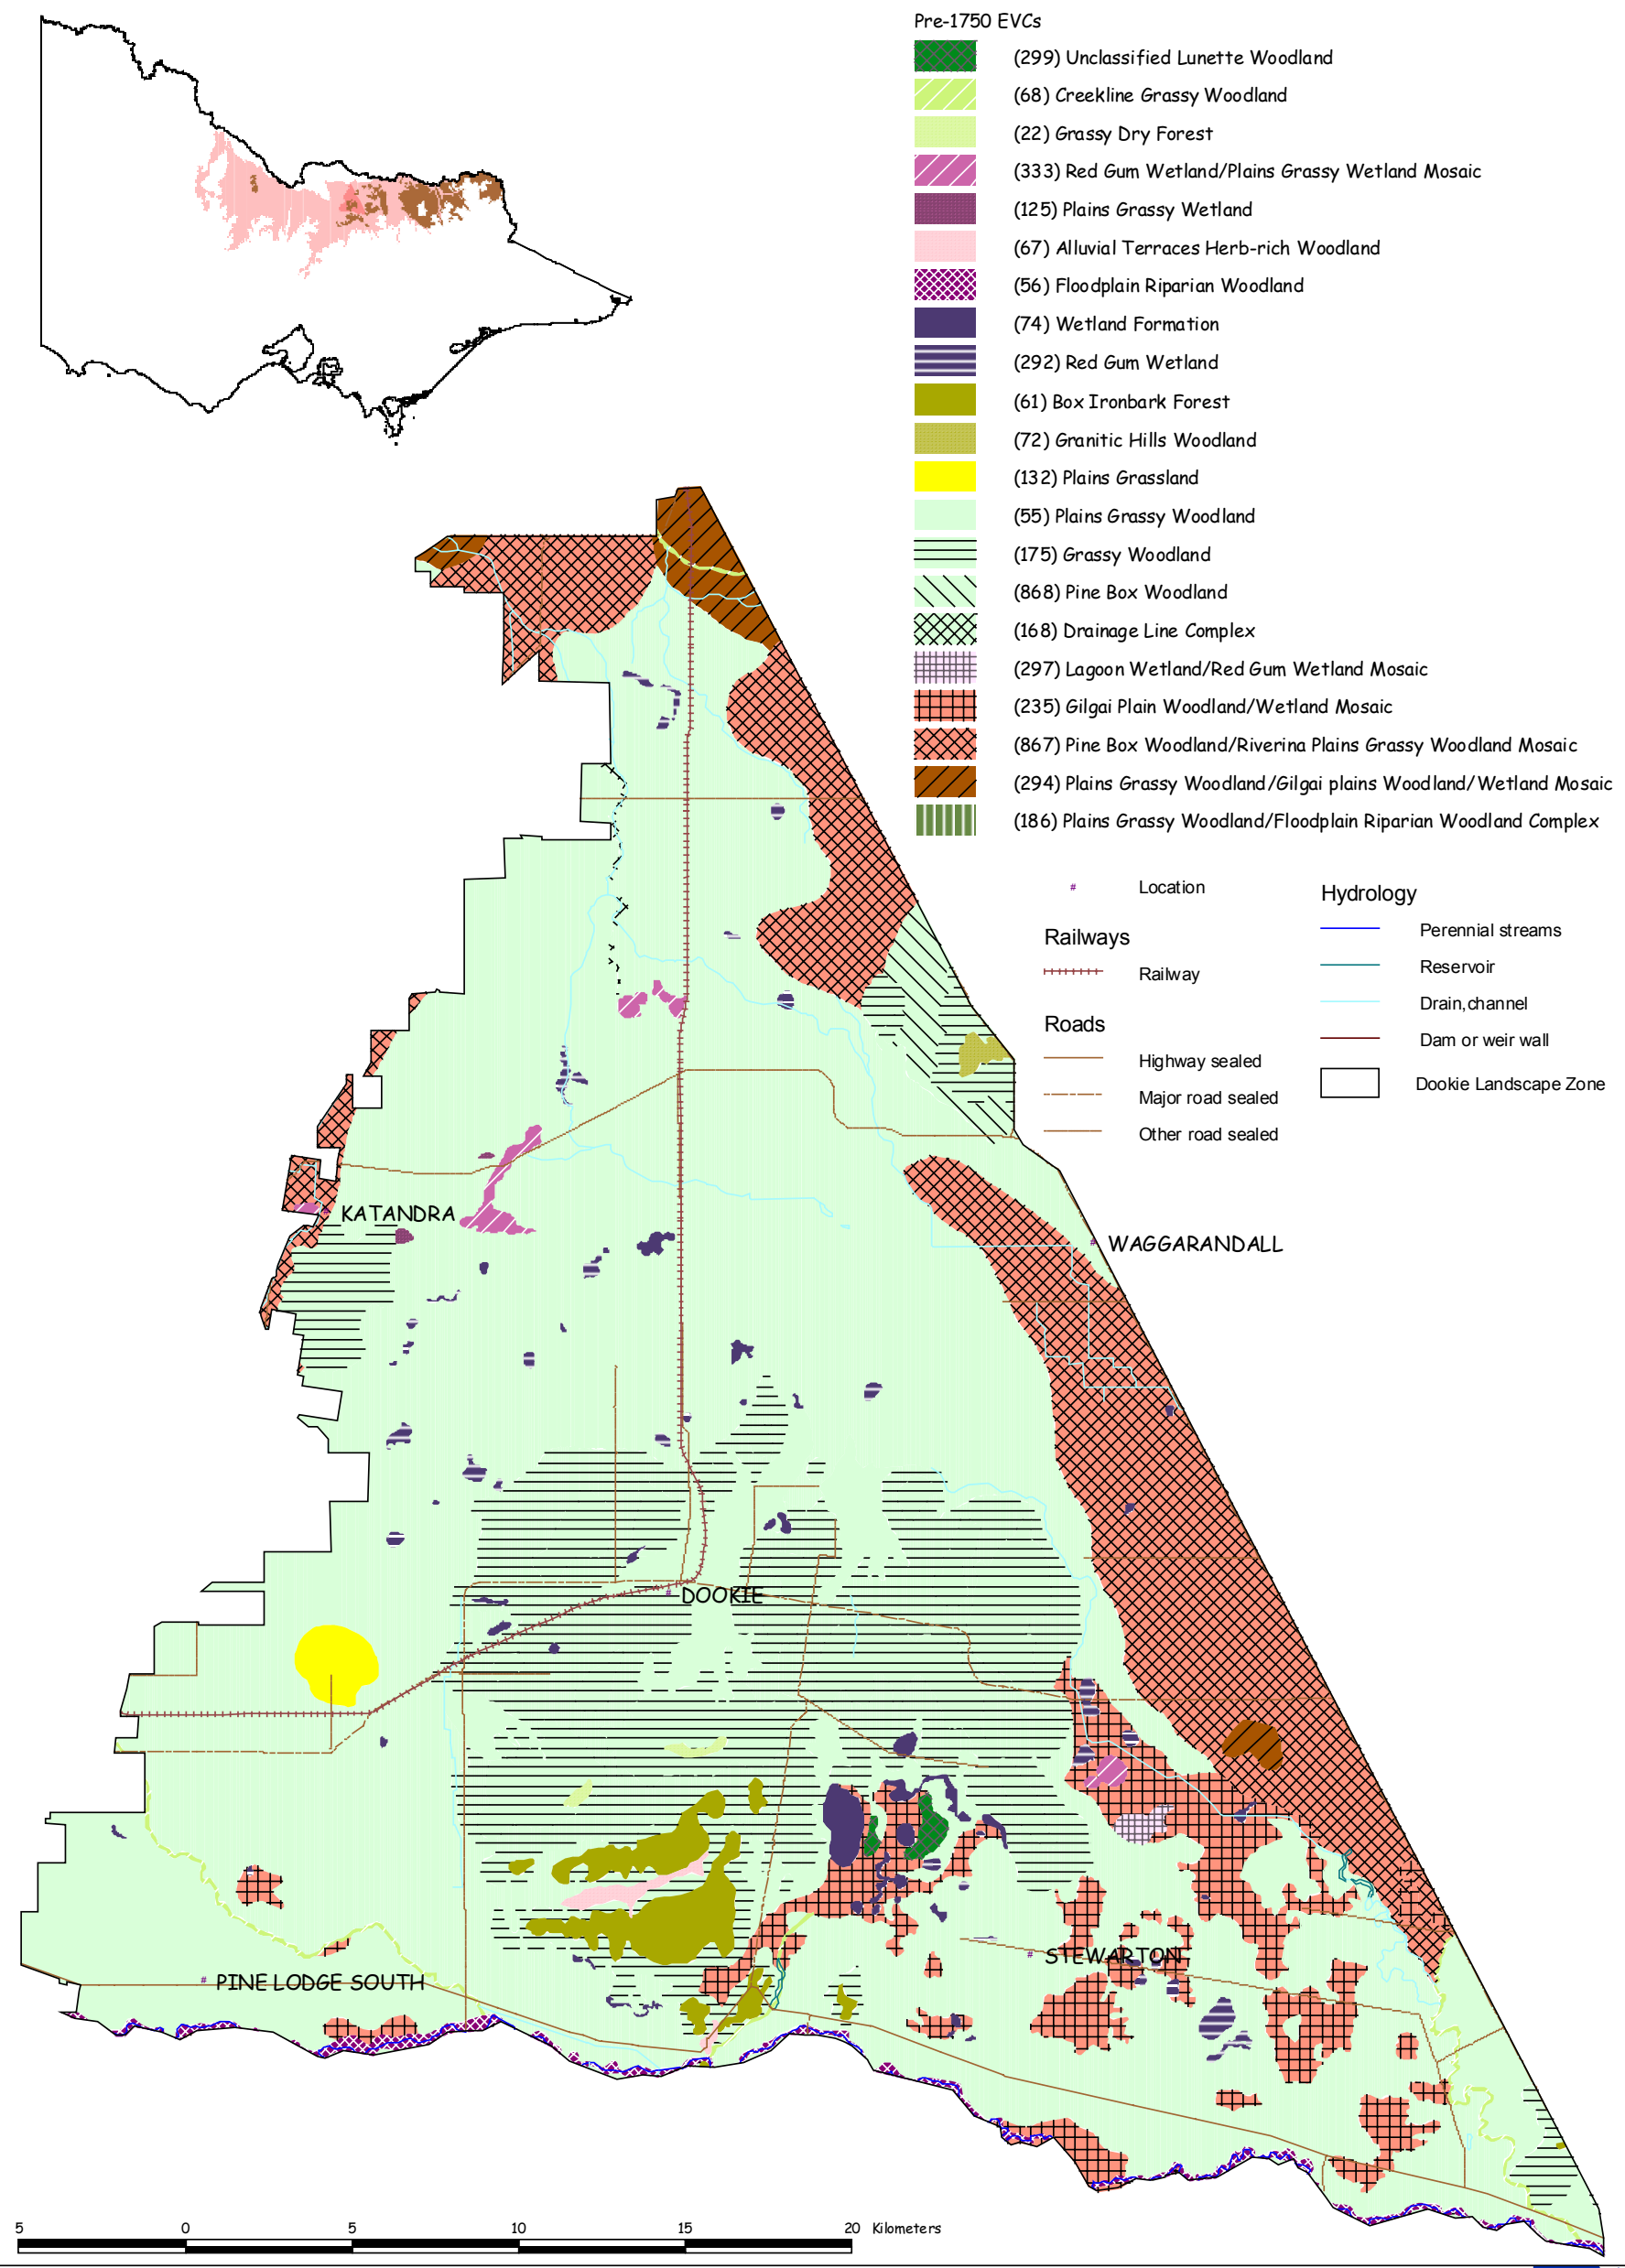 Pre-1750 EVCs
(299) Unclassified Lunette Woodland
(68) Creekline Grassy Woodland
(22) Grassy Dry Forest
(333) Red Gum Wetland/Plains Grassy Wetland Mosaic
(125) Plains Grassy Wetland
(67) Alluvial Terraces Herb-rich Woodland
(56) Floodplain Riparian Woodland
(74) Wetland Formation
(292) Red Gum Wetland
(61) Box Ironbark Forest
(72) Granitic Hills Woodland
(132) Plains Grassland
(55) Plains Grassy Woodland
(175) Grassy Woodland
(868) Pine Box Woodland
(168) Drainage Line Complex
(297) Lagoon Wetland/Red Gum Wetland Mosaic
(235) Gilgai Plain Woodland/Wetland Mosaic
(867) Pine Box Woodland/Riverina Plains Grassy Woodland Mosaic
(294) Plains Grassy Woodland/Gilgai plains Woodland/Wetland Mosaic
(186) Plains Grassy Woodland/Floodplain Riparian Woodland Complex
# Location
Railways
Railway
Roads
Highway sealed
Major road sealed
Other road sealed
Hydrology
Perennial streams
Reservoir
Drain,channel
Dam or weir wall
Dookie Landscape Zone
KATANDRA
WAGGARANDALL
DOOKIE
STEWARTON
PINE LODGE SOUTH
5 0 5 10 15 20 Kilometers